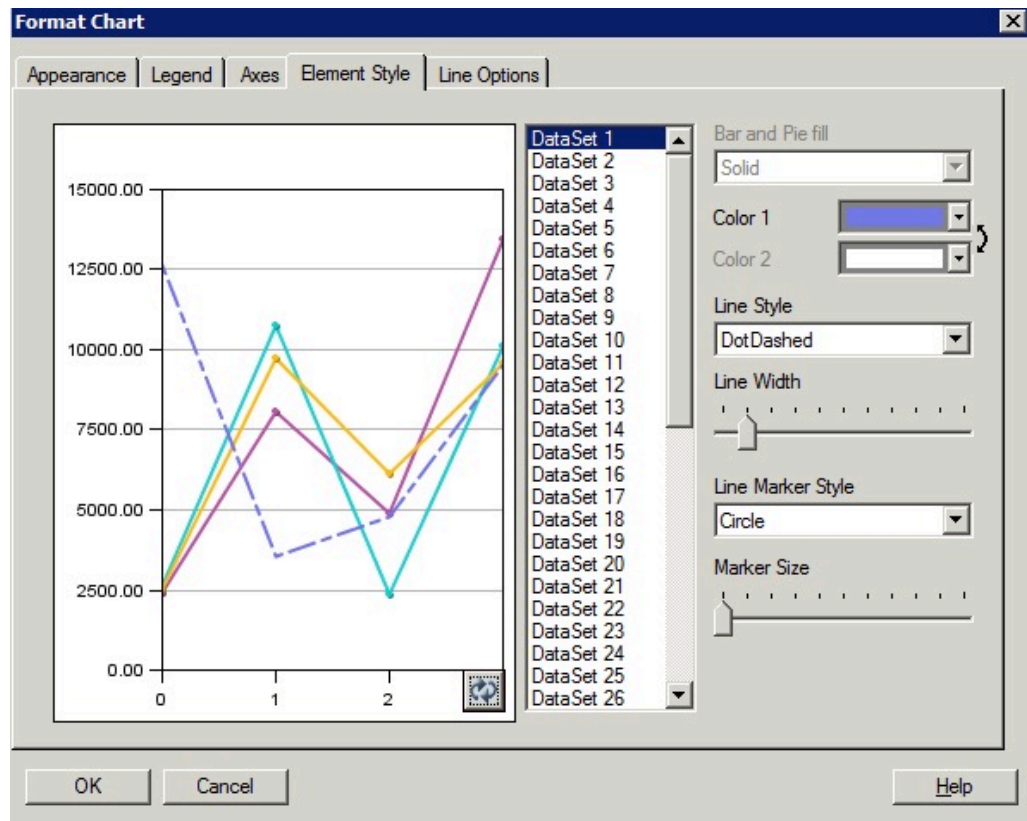 Format Chart
Appearance Legend Axes Element Style Line Options
15000.00
12500.00
10000.00
7500.00
5000.00
2500.00
0.00
0 1 2
DataSet 1
DataSet 2
DataSet 3
DataSet 4
DataSet 5
DataSet 6
DataSet 7
DataSet 8
DataSet 9
DataSet 10
DataSet 11
DataSet 12
DataSet 13
DataSet 14
DataSet 15
DataSet 16
DataSet 17
DataSet 18
DataSet 19
DataSet 20
DataSet 21
DataSet 22
DataSet 23
DataSet 24
DataSet 25
DataSet 26
Bar and Pie fill
Solid
Color 1
Color 2
Line Style
DotDashed
Line Width
Line Marker Style
Circle
Marker Size
OK Cancel Help